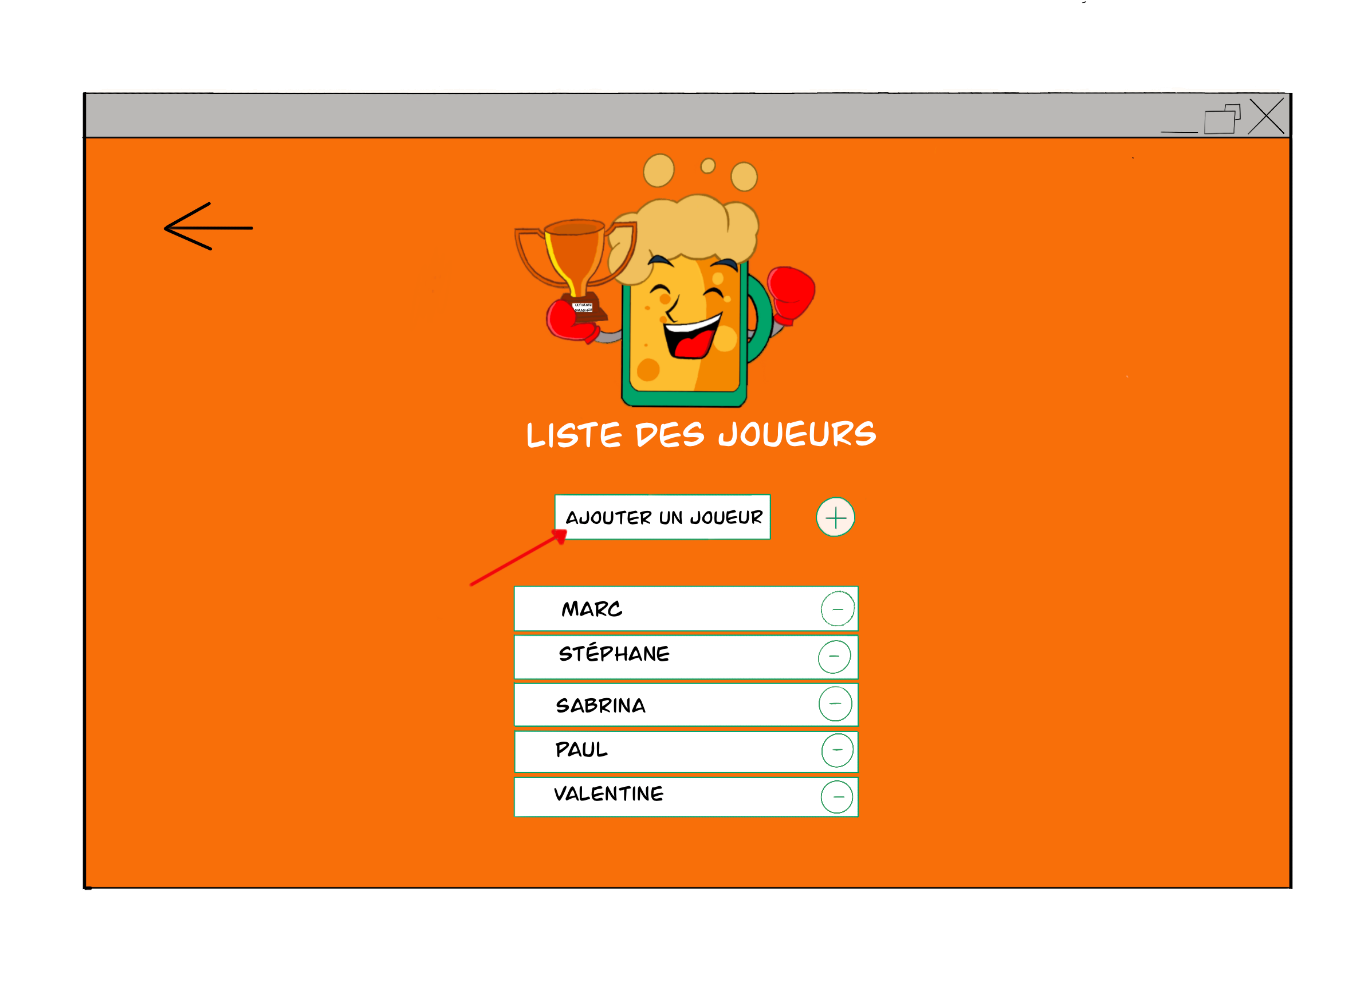 LISTE DES JOUEURS
AJOUTER UN JOUEUR
MARC
STÉPHANE
SABRINA
PAUL
VALENTINE